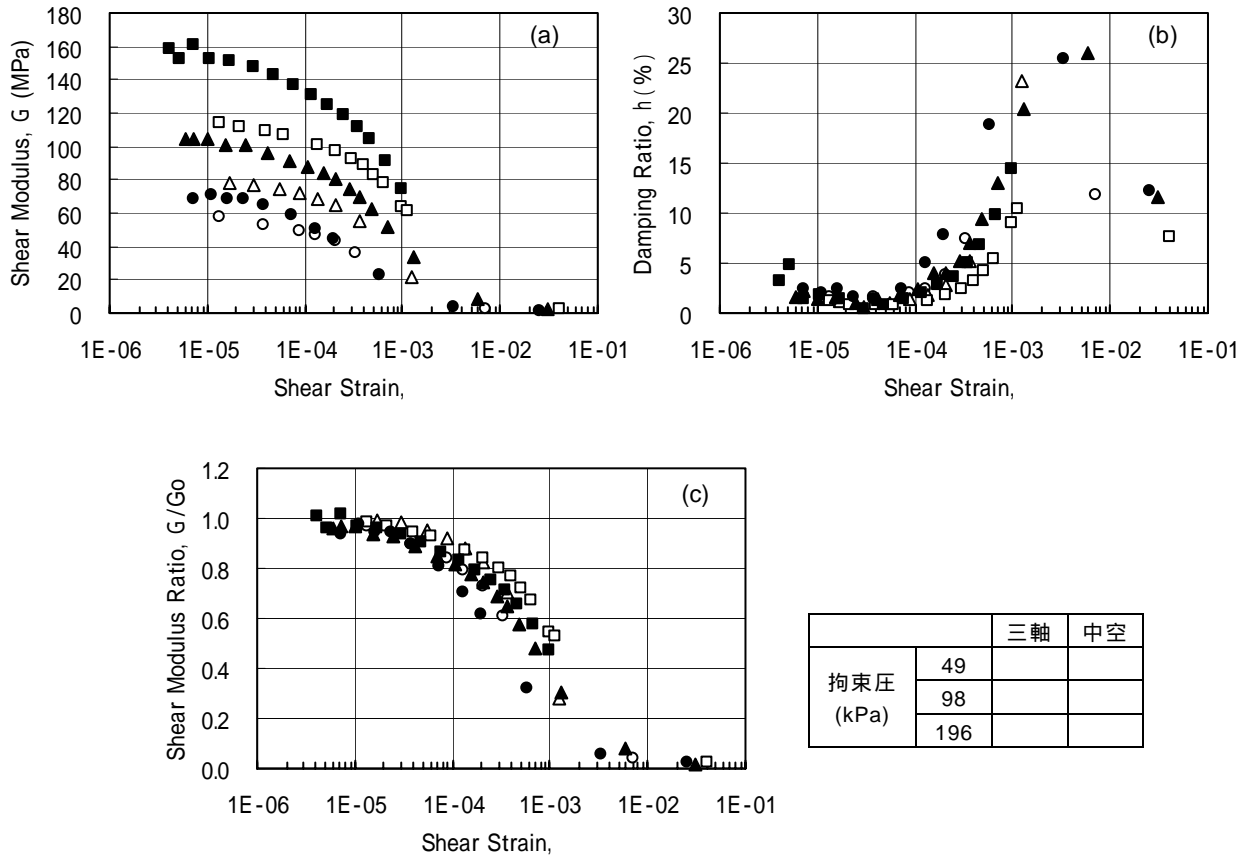 (a)
Shear Modulus, G (MPa)
180
160
140
120
100
80
60
40
20
0
1E-06 1E-05 1E-04 1E-03 1E-02 1E-01
Shear Strain,
(b)
Damping Ratio, h(%)
30
25
20
15
10
5
0
1E-06 1E-05 1E-04 1E-03 1E-02 1E-01
Shear Strain,
(c)
Shear Modulus Ratio, G/Go
1.2
1.0
0.8
0.6
0.4
0.2
0.0
1E-06 1E-05 1E-04 1E-03 1E-02 1E-01
Shear Strain,
三軸 中空
拘束圧
(kPa)
49
98
196